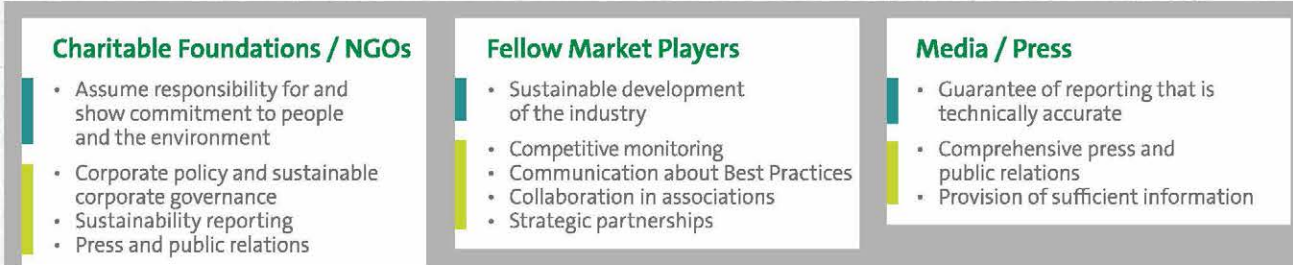 Charitable Foundations / NGOs
• Assume responsibility for and
show commitment to people
and the environment
• Corporate policy and sustainable
corporate governance
• Sustainability reporting
• Press and public relations
Fellow Market Players
• Sustainable development
of the industry
• Competitive monitoring
• Communication about Best Practices
• Collaboration in associations
• Strategic partnerships
Media / Press
• Guarantee of reporting that is
technically accurate
• Comprehensive press and
public relations
• Provision of sufficient information